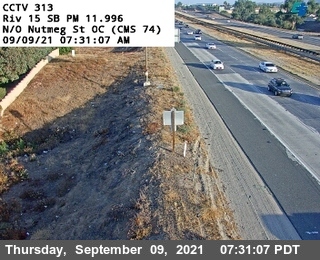 CCTV 313
Riv 15 SB PM 11.996
N/O Nutmeg St OC (CMS 74)
09/09/21 07:31:07 AM
Thursday, September 09, 2021 07:31:07 PDT